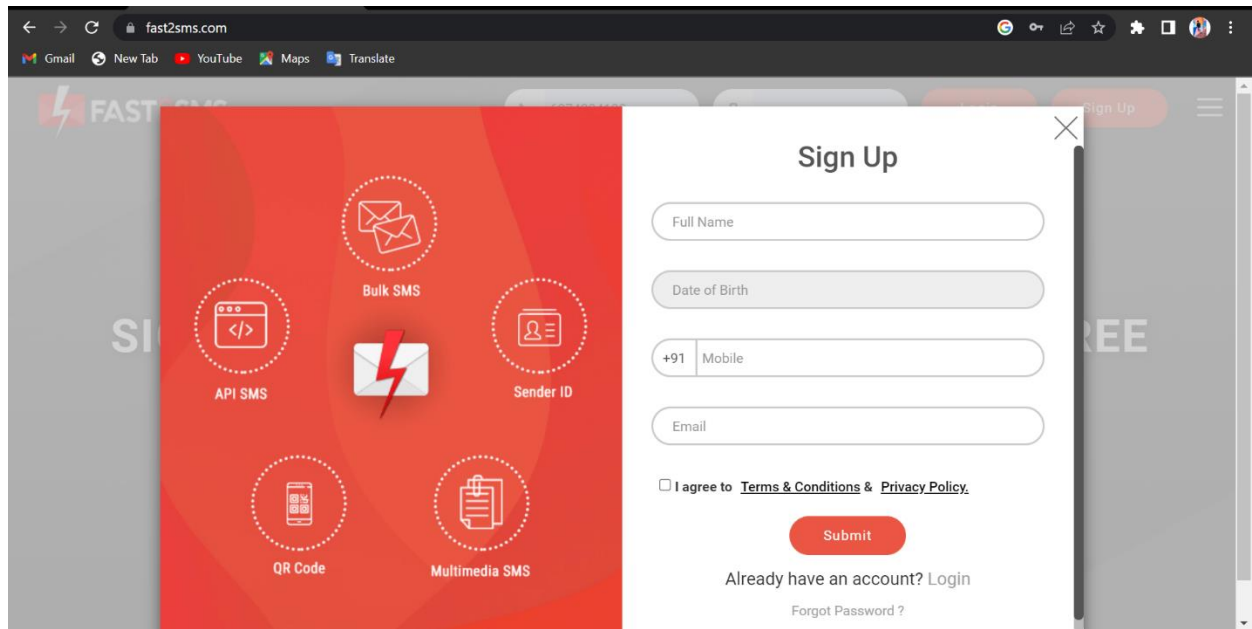 fast2sms.com
Gmail New Tab YouTube Maps Translate
FAST
Sign Up
Sign Up
Full Name
Date of Birth
+91 Mobile
Email
I agree to Terms & Conditions & Privacy Policy.
Submit
Already have an account? Login
Forgot Password ?
Bulk SMS
API SMS
Sender ID
QR Code
Multimedia SMS
SI
REE